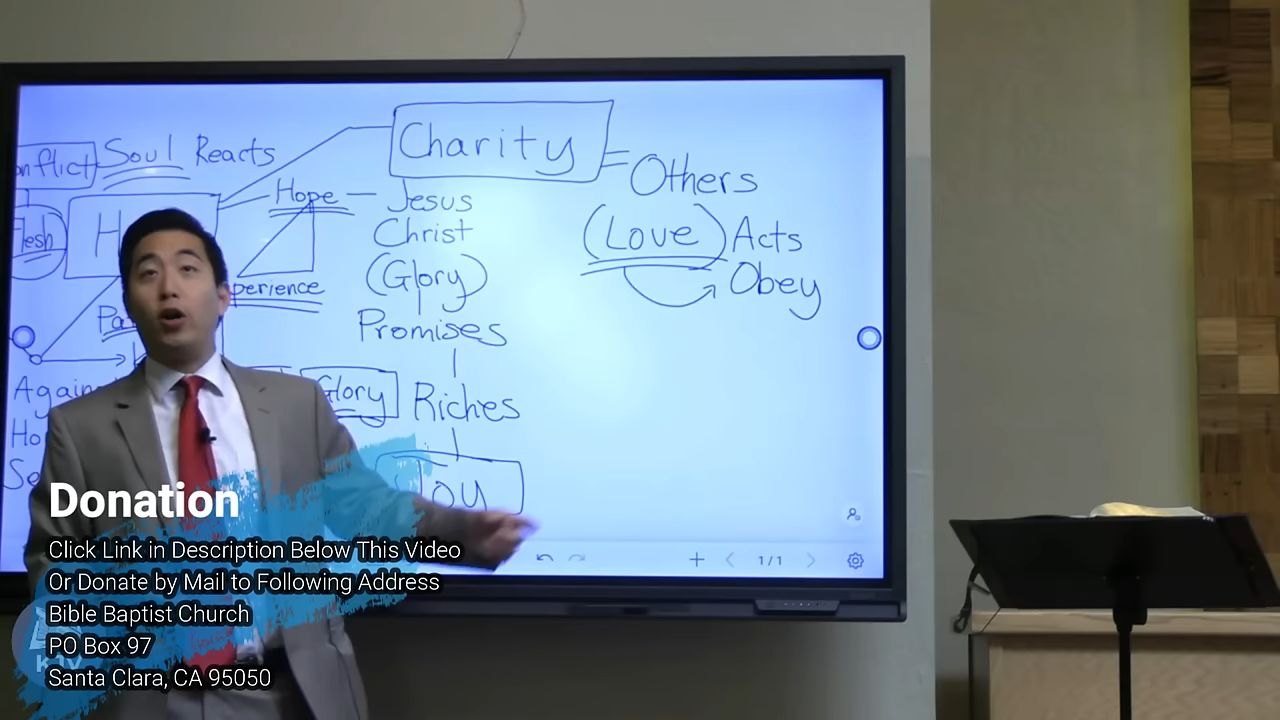 Charity
Soul Reacts
Others
Hope — Jesus
Christ
(Love) Acts
(Glory)
Obey
Promises
Glory
Riches
Donation
Click Link in Description Below This Video
Or Donate by Mail to Following Address
Bible Baptist Church
PO Box 97
Santa Clara, CA 95050
1/1